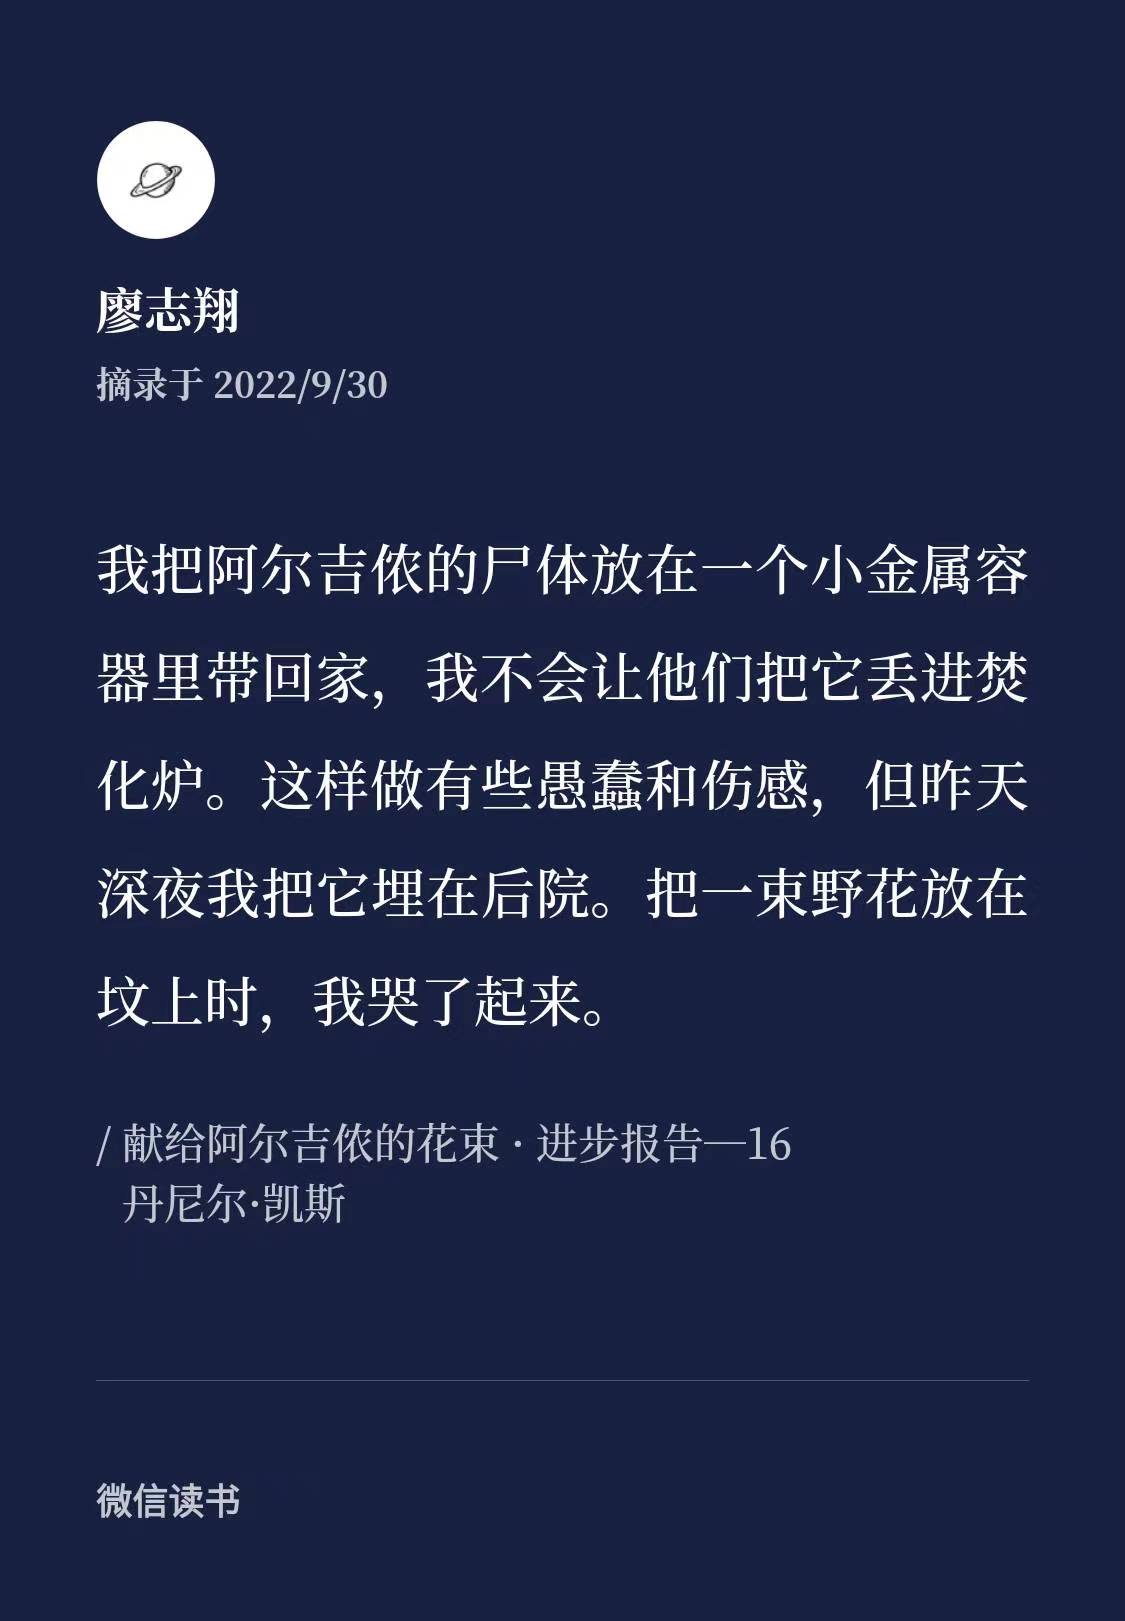 廖志翔
摘录于 2022/9/30
我把阿尔吉侬的尸体放在一个小金属容
器里带回家，我不会让他们把它丢进焚
化炉。这样做有些愚蠢和伤感，但昨天
深夜我把它埋在后院。把一束野花放在
坟上时，我哭了起来。
/ 献给阿尔吉侬的花束 · 进步报告—16
丹尼尔·凯斯
微信读书